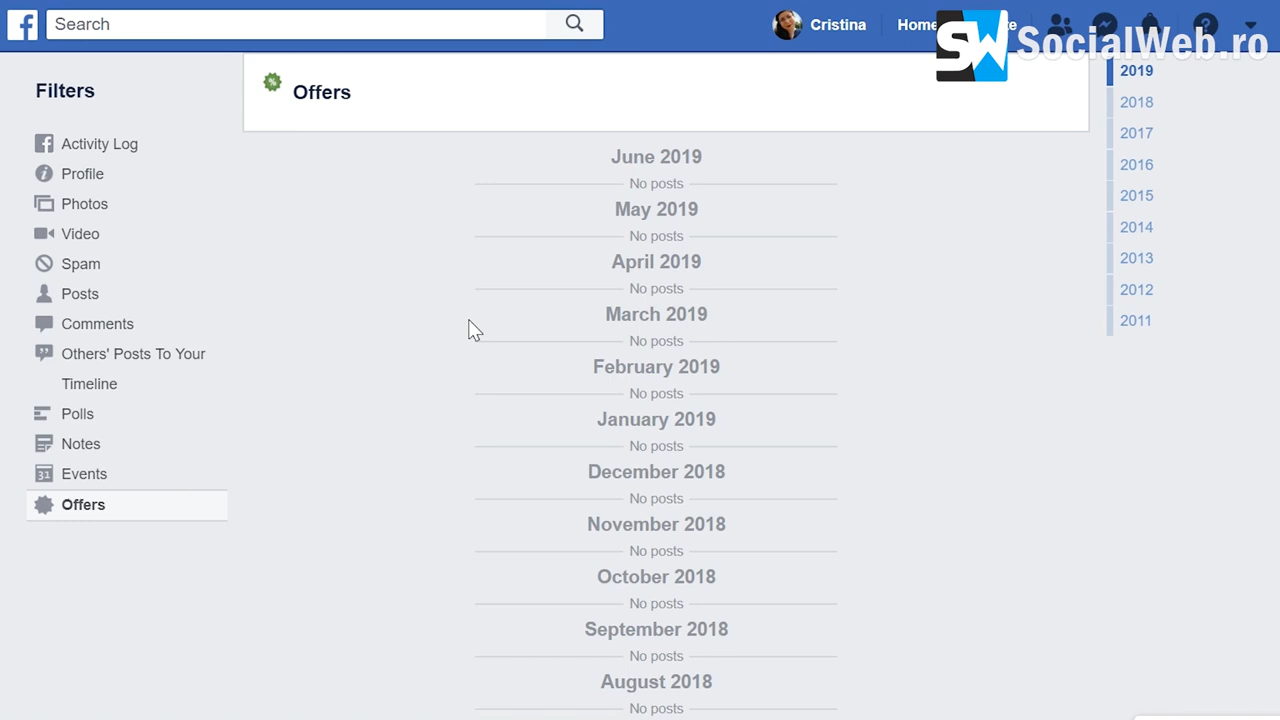 Search
Cristina
Home
SW SocialWeb.ro
Filters
Activity Log
Profile
Photos
Video
Spam
Posts
Comments
Others' Posts To Your
Timeline
Polls
Notes
31 Events
Offers
% Offers
June 2019
No posts
May 2019
No posts
April 2019
No posts
March 2019
No posts
February 2019
No posts
January 2019
No posts
December 2018
No posts
November 2018
No posts
October 2018
No posts
September 2018
No posts
August 2018
No posts
2019
2018
2017
2016
2015
2014
2013
2012
2011